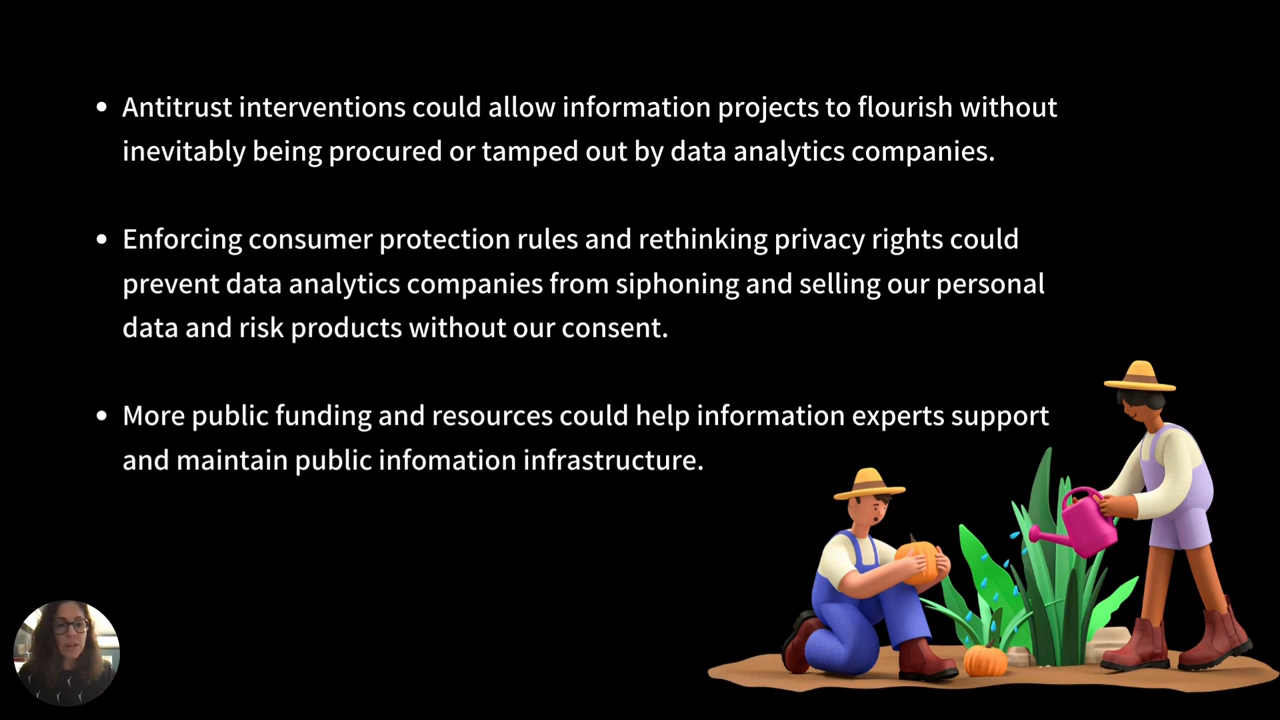 • Antitrust interventions could allow information projects to flourish without
inevitably being procured or tamped out by data analytics companies.
• Enforcing consumer protection rules and rethinking privacy rights could
prevent data analytics companies from siphoning and selling our personal
data and risk products without our consent.
• More public funding and resources could help information experts support
and maintain public infomation infrastructure.